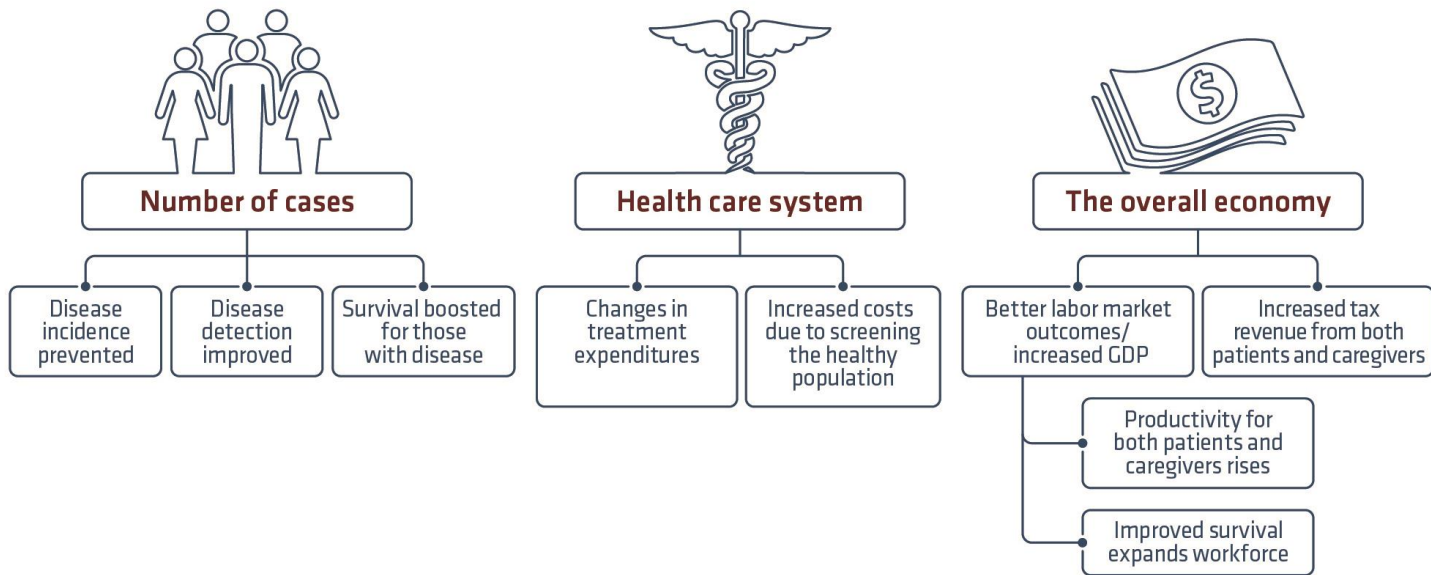 $
Number of cases
Disease
incidence
prevented
Disease
detection
improved
Survival boosted
for those
with disease
Health care system
Changes in
treatment
expenditures
Increased costs
due to screening
the healthy
population
The overall economy
Better labor market
outcomes/
increased GDP
Increased tax
revenue from both
patients and caregivers
Productivity for
both patients and
caregivers rises
Improved survival
expands workforce